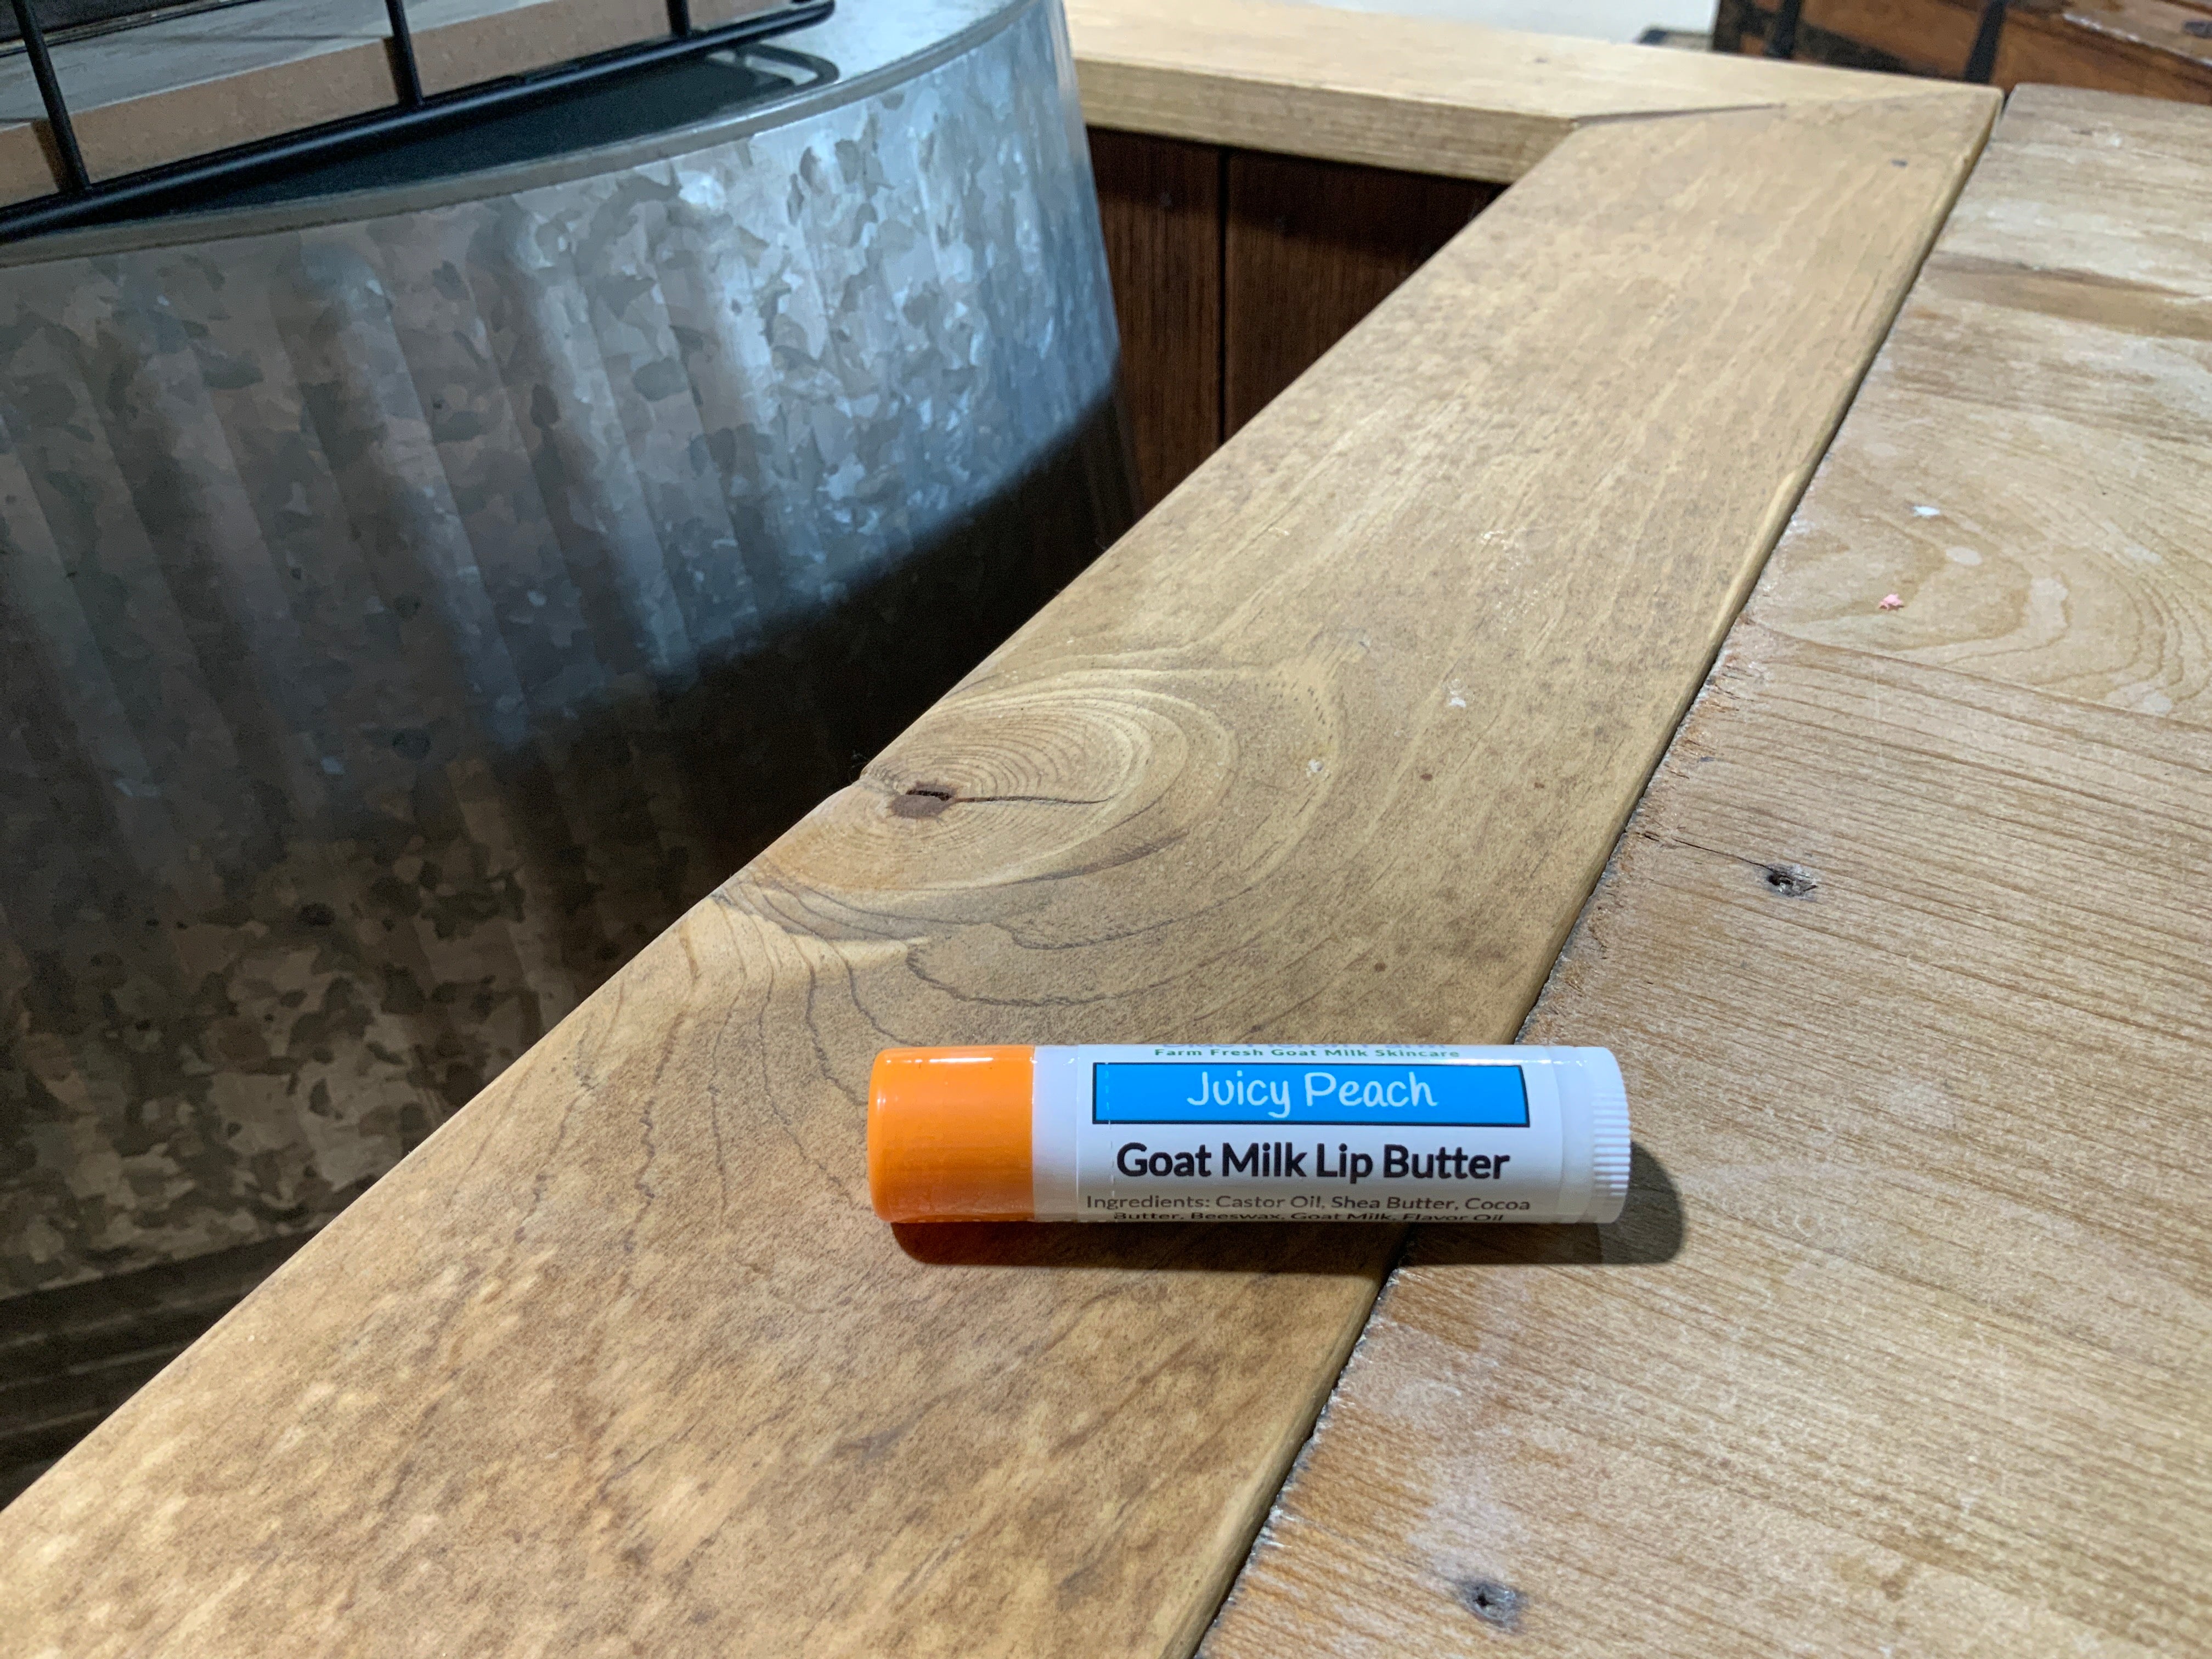 Farm Fresh Goat Milk Skincare
Juicy Peach
Goat Milk Lip Butter
Ingredients: Castor Oil, Shea Butter, Cocoa
Butter, Beeswax, Goat Milk, Flavor Oil